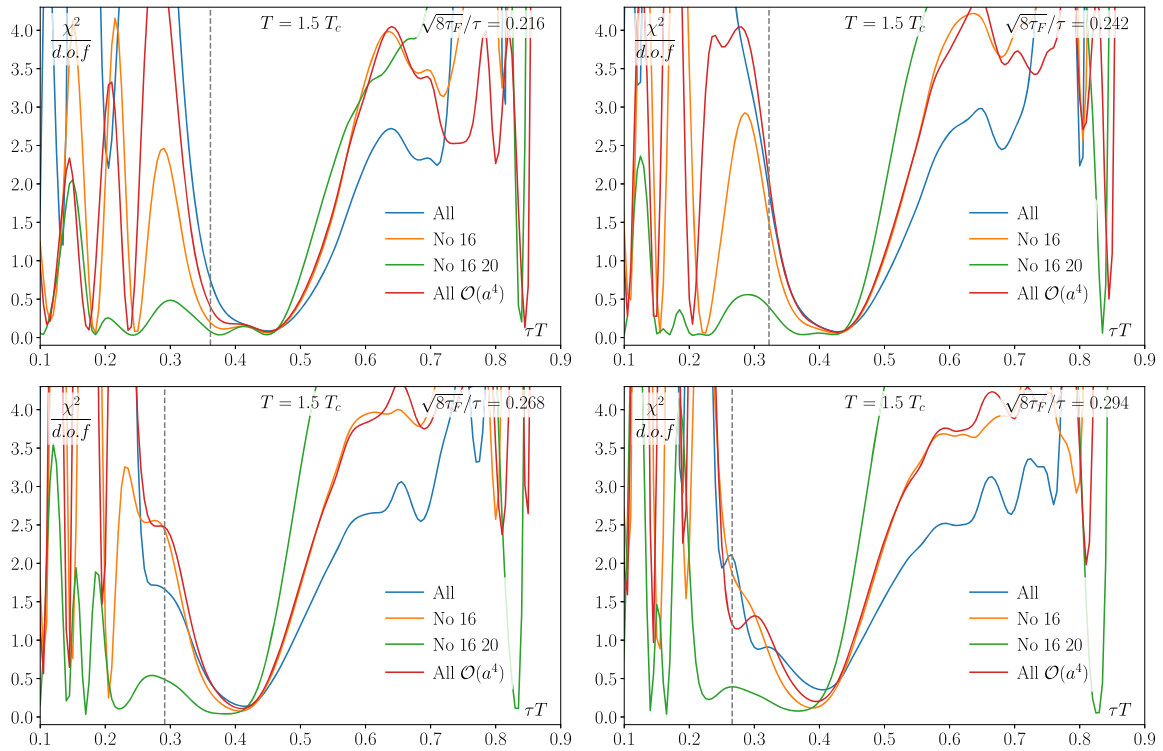 χ²/d.o.f T = 1.5 T_c √8τ_F/τ = 0.216
4.0
3.5
3.0
2.5
2.0
1.5
1.0
0.5
0.0
All
No 16
No 16 20
All 𝒪(a⁴)
τT
0.1 0.2 0.3 0.4 0.5 0.6 0.7 0.8 0.9
χ²/d.o.f T = 1.5 T_c √8τ_F/τ = 0.242
4.0
3.5
3.0
2.5
2.0
1.5
1.0
0.5
0.0
All
No 16
No 16 20
All 𝒪(a⁴)
τT
0.1 0.2 0.3 0.4 0.5 0.6 0.7 0.8 0.9
χ²/d.o.f T = 1.5 T_c √8τ_F/τ = 0.268
4.0
3.5
3.0
2.5
2.0
1.5
1.0
0.5
0.0
All
No 16
No 16 20
All 𝒪(a⁴)
τT
0.1 0.2 0.3 0.4 0.5 0.6 0.7 0.8 0.9
χ²/d.o.f T = 1.5 T_c √8τ_F/τ = 0.294
4.0
3.5
3.0
2.5
2.0
1.5
1.0
0.5
0.0
All
No 16
No 16 20
All 𝒪(a⁴)
τT
0.1 0.2 0.3 0.4 0.5 0.6 0.7 0.8 0.9